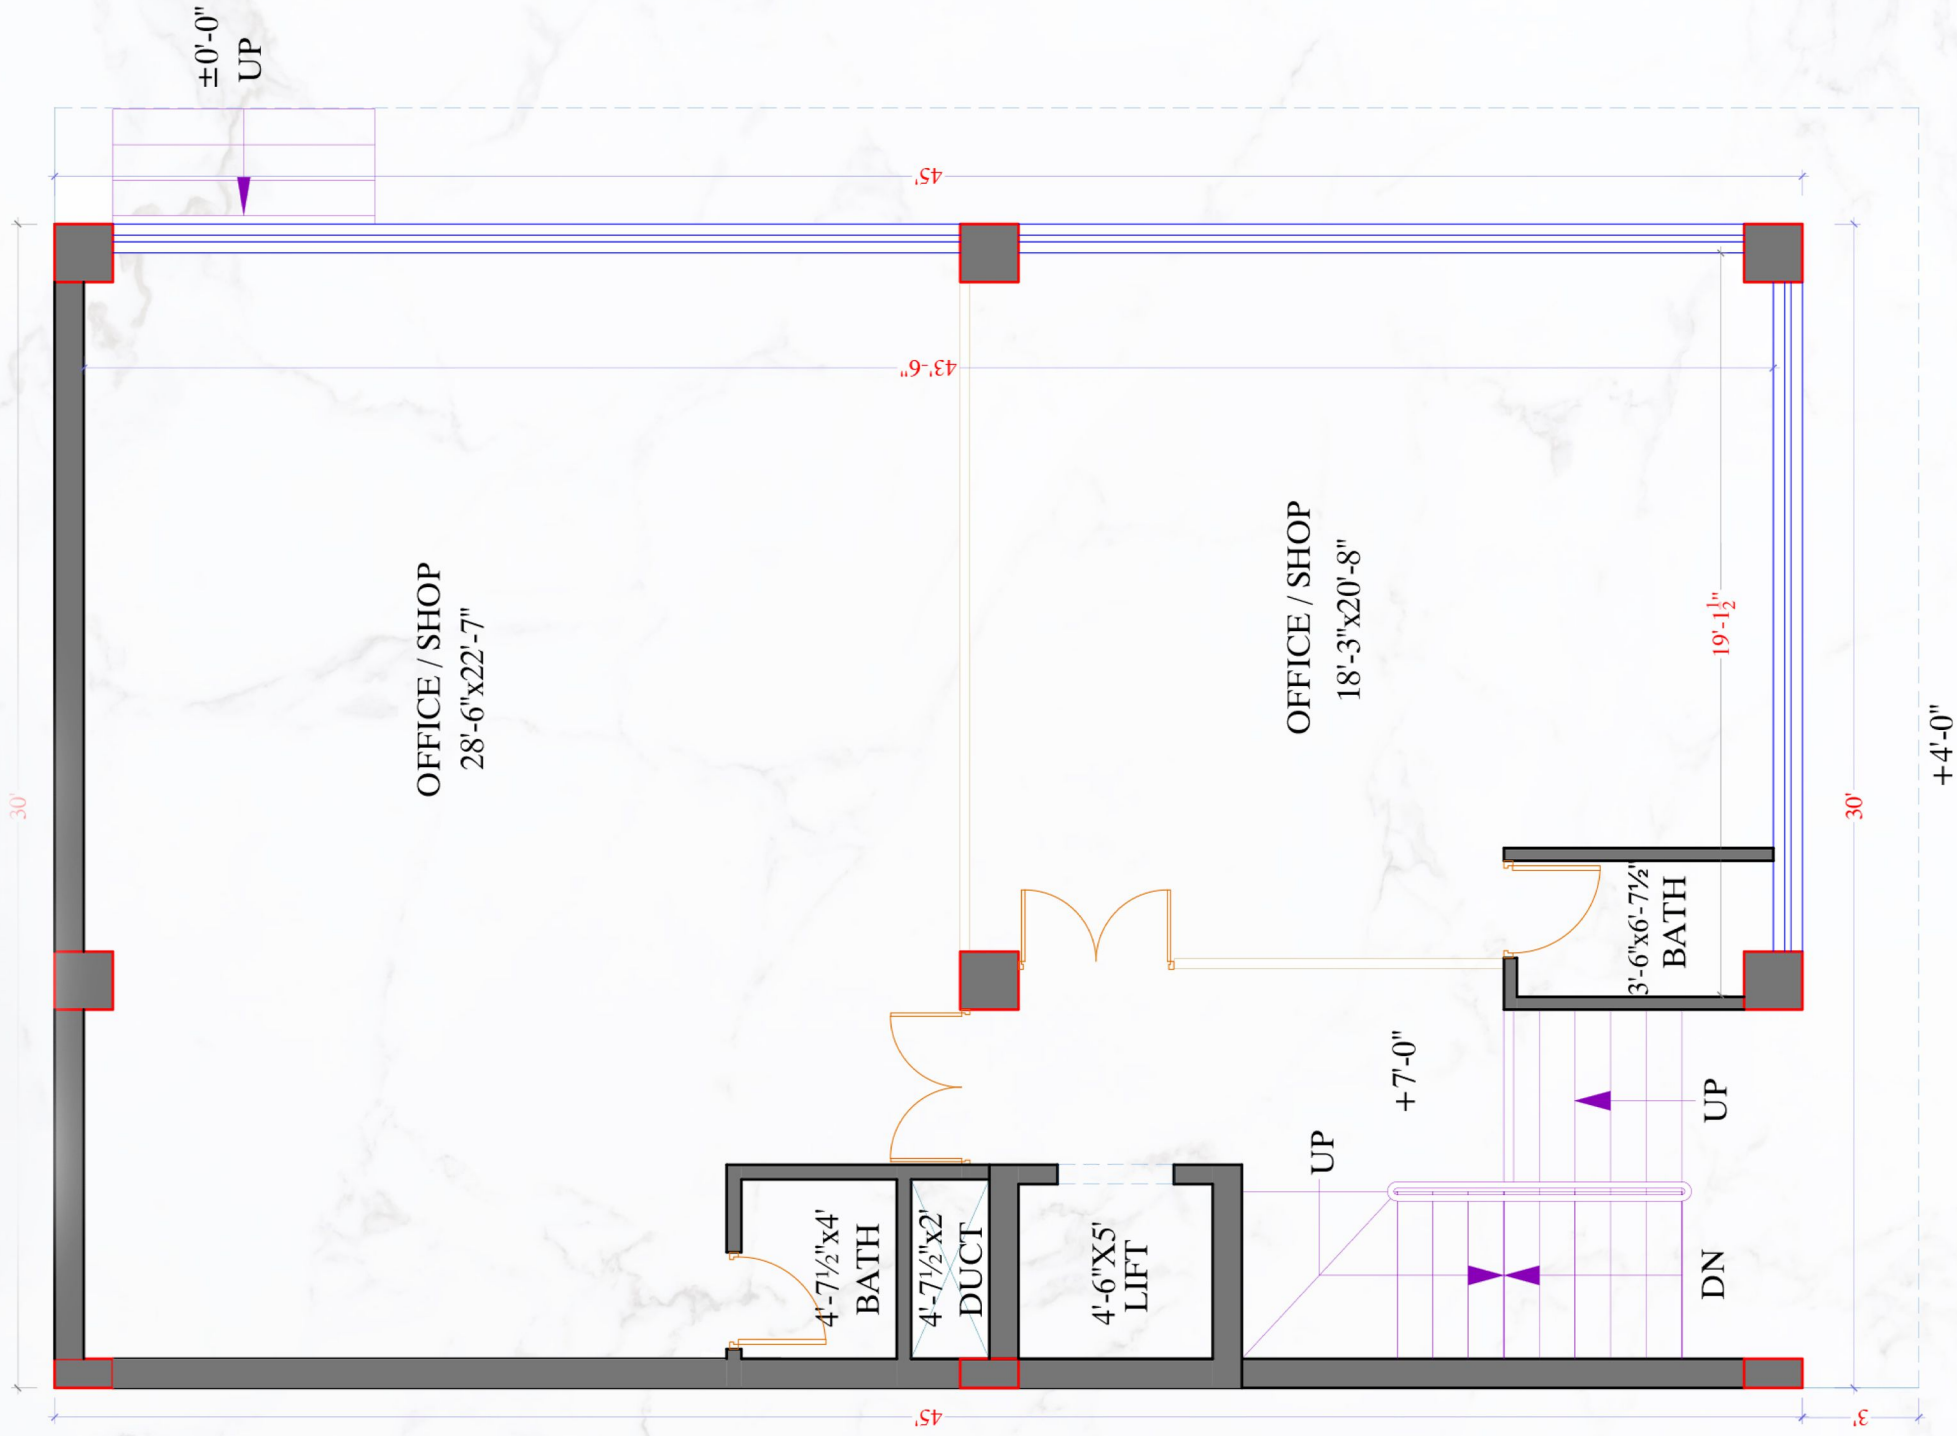 ±0'-0"
UP
45'
43'-6"
30'
OFFICE / SHOP
28'-6"x22'-7"
OFFICE / SHOP
18'-3"x20'-8"
19'-1½"
30'
+4'-0"
3'-6"x6'-7½"
BATH
+7'-0"
UP
UP
DN
4'-7½"x4'
BATH
4'-7½"x2'
DUCT
4'-6"X5'
LIFT
45'
3'